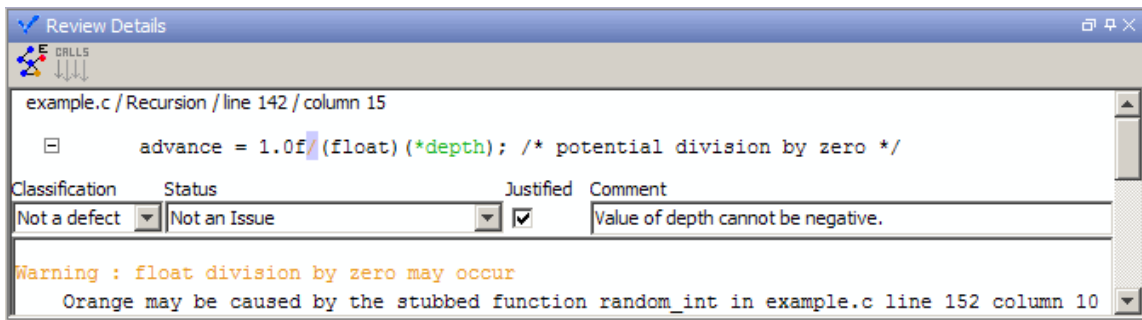 Review Details
E CALLS
example.c / Recursion / line 142 / column 15
advance = 1.0f/(float)(*depth); /* potential division by zero */
Classification Status Justified Comment
Not a defect Not an Issue Value of depth cannot be negative.
Warning : float division by zero may occur
Orange may be caused by the stubbed function random_int in example.c line 152 column 10